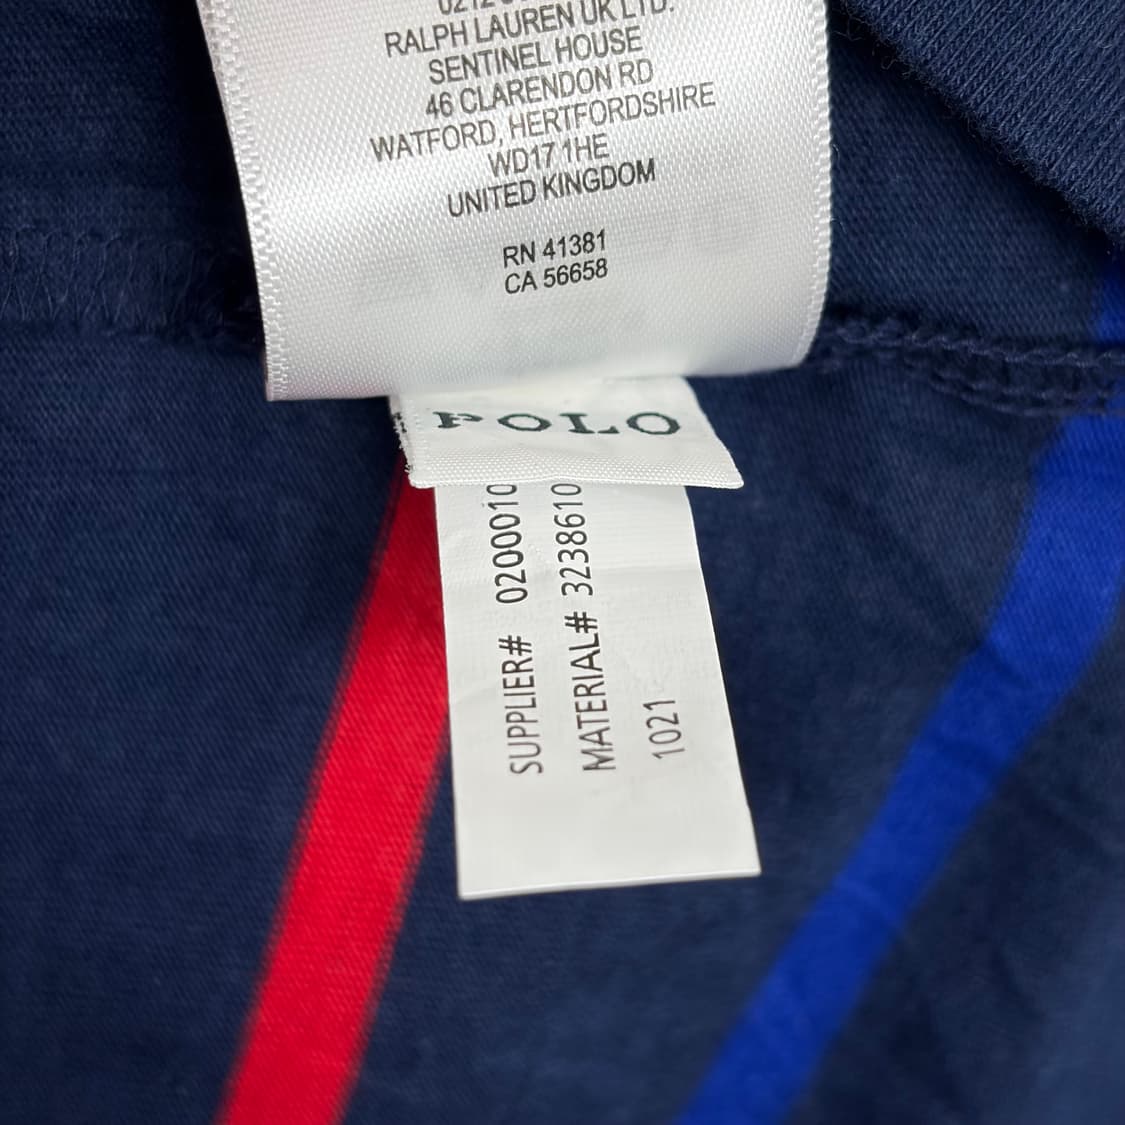 RALPH LAUREN UK LTD.
SENTINEL HOUSE
46 CLARENDON RD
WATFORD, HERTFORDSHIRE
WD17 1HE
UNITED KINGDOM
RN 41381
CA 56658
POLO
SUPPLIER# 0200010
MATERIAL# 3238610
1021